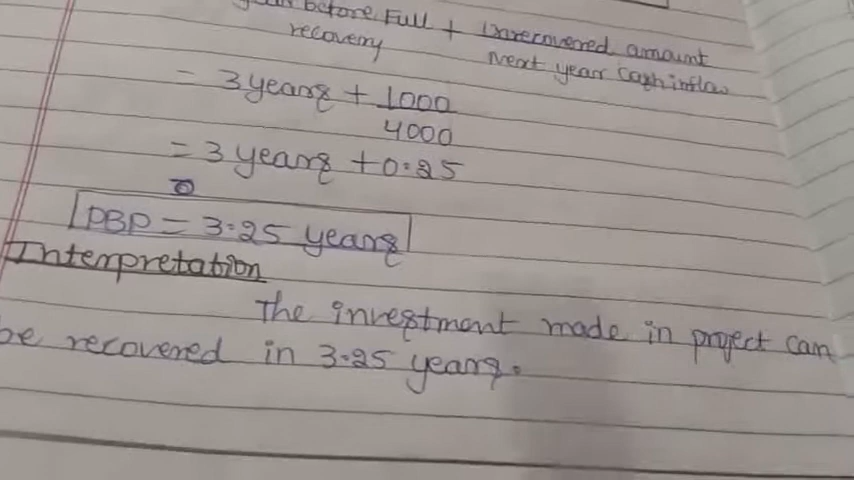 before Full + Unrecovered amount
recovery next year cash inflow
= 3 years + 1000
4000
= 3 years + 0.25
PBP = 3.25 years
Interpretation
The investment made in project can
be recovered in 3.25 years.